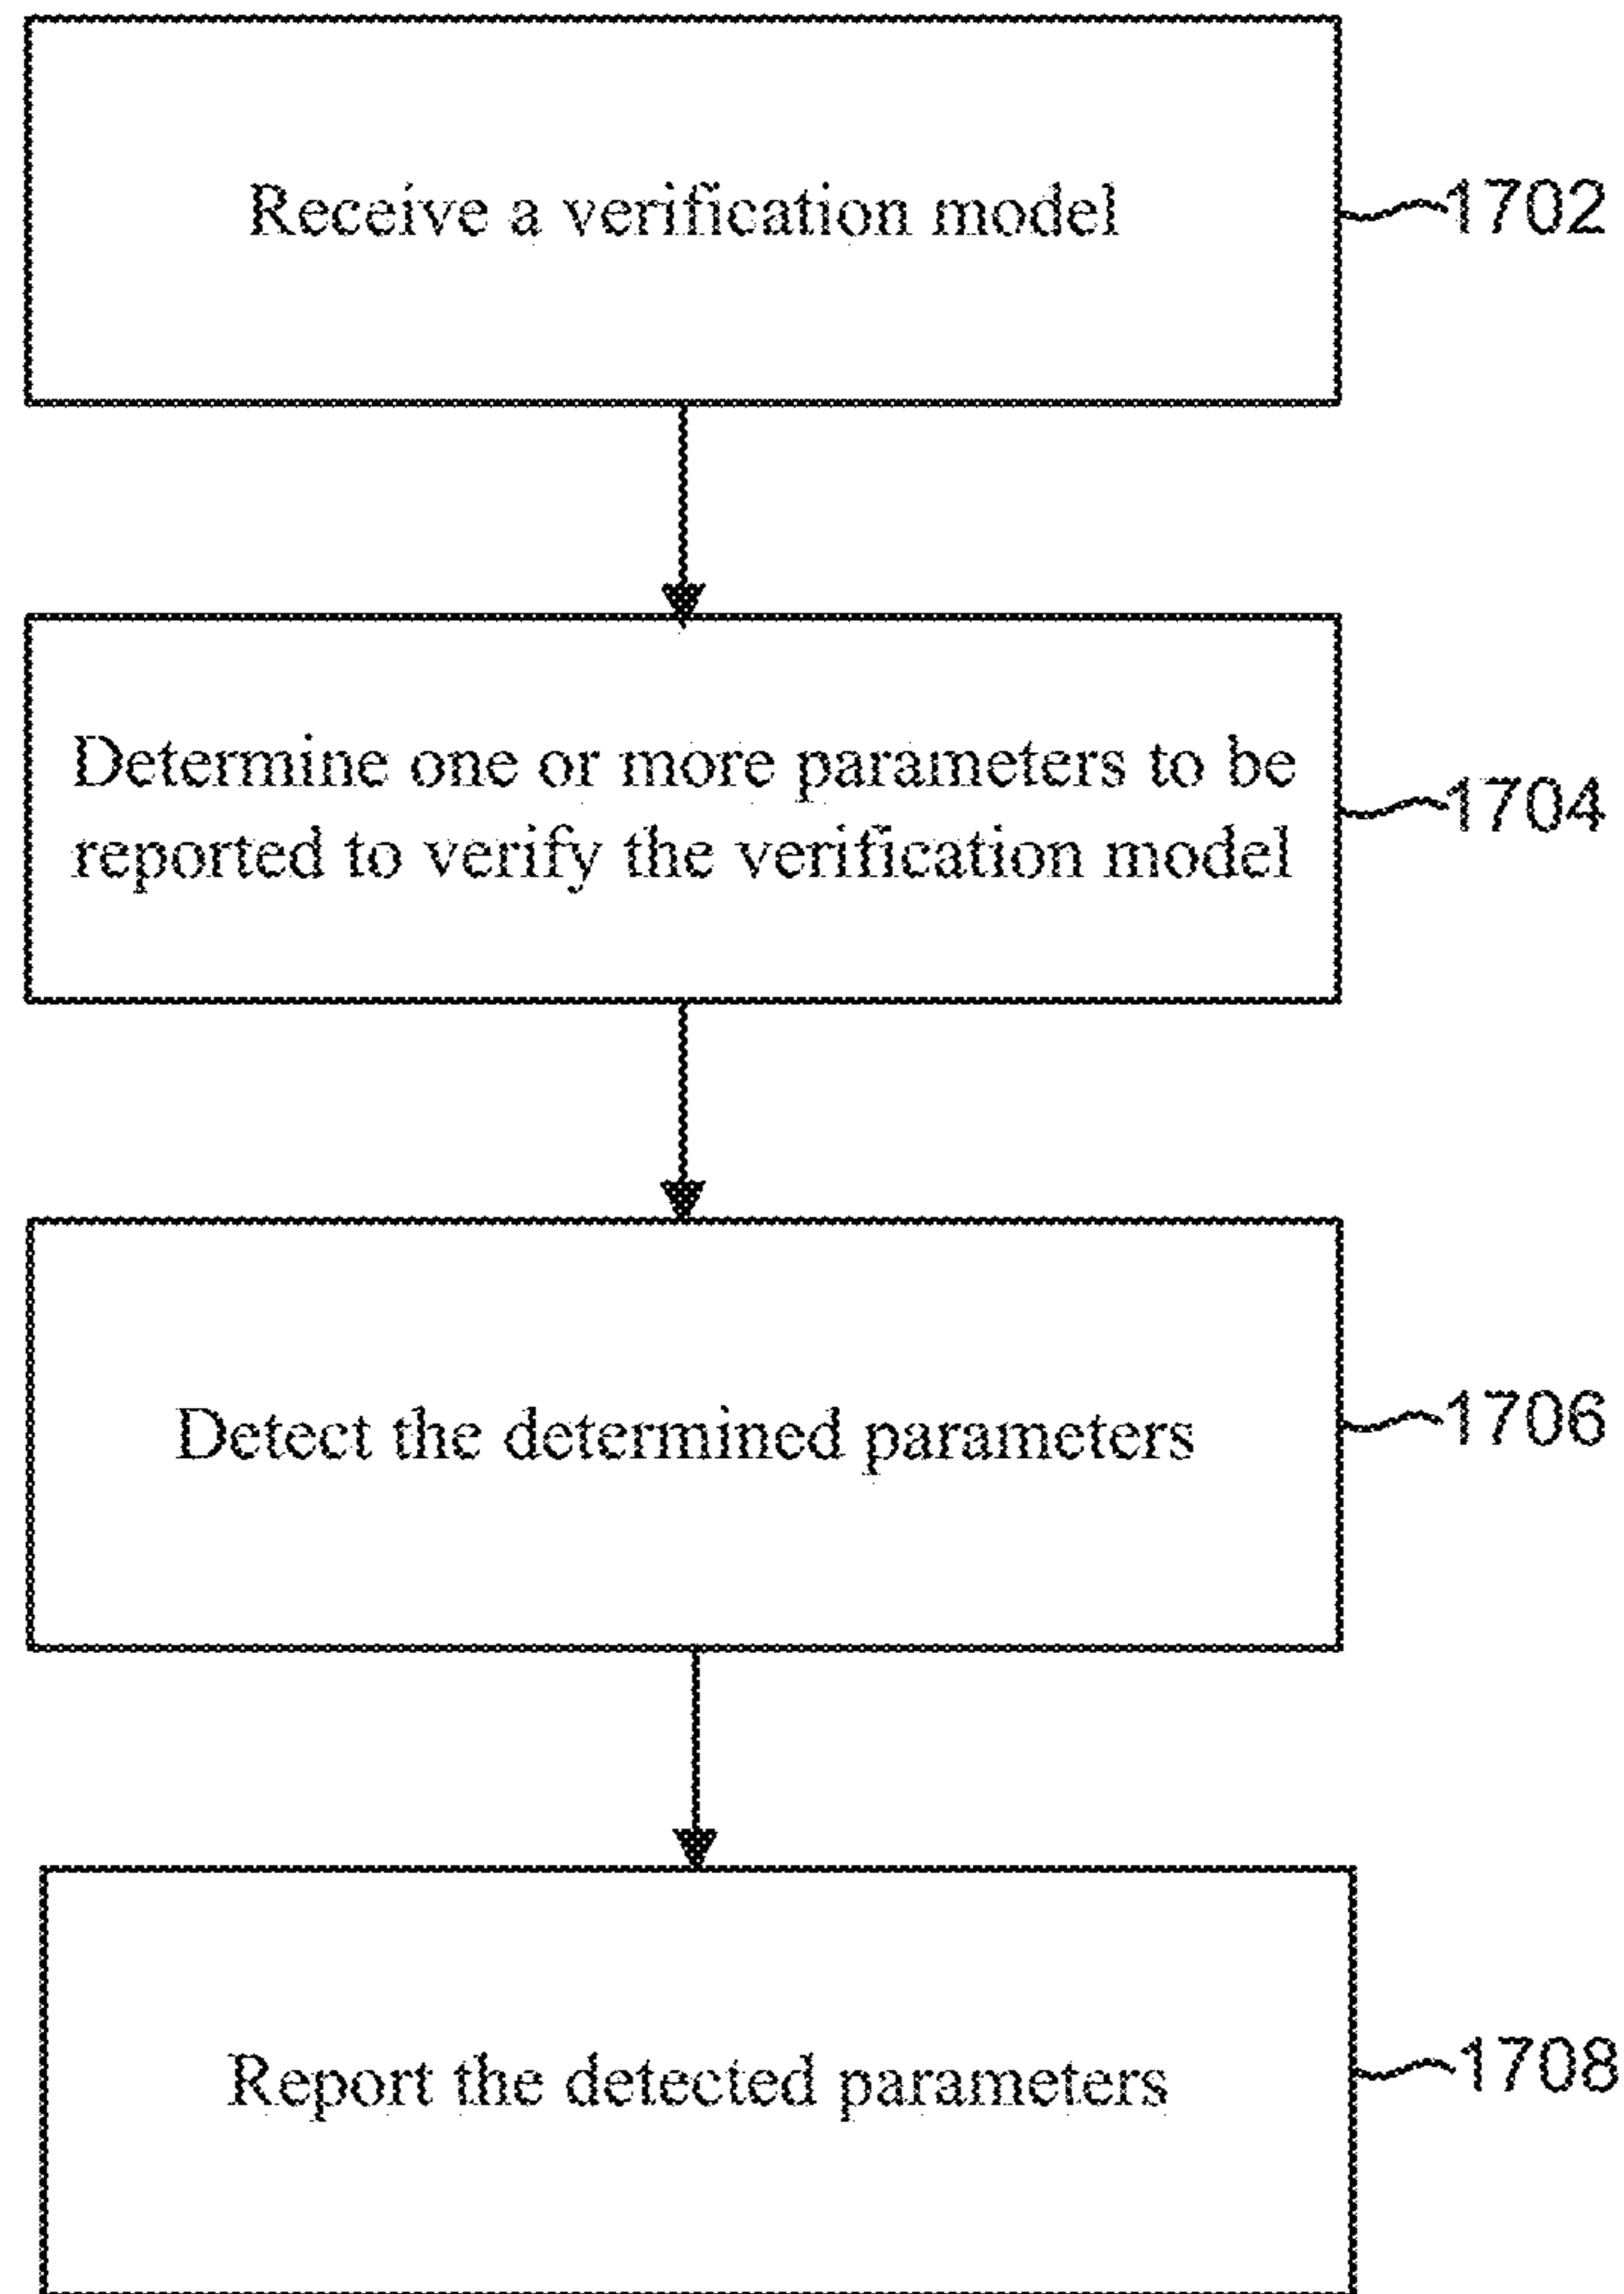 Receive a verification model
1702
Determine one or more parameters to be
reported to verify the verification model
1704
Detect the determined parameters
1706
Report the detected parameters
1708